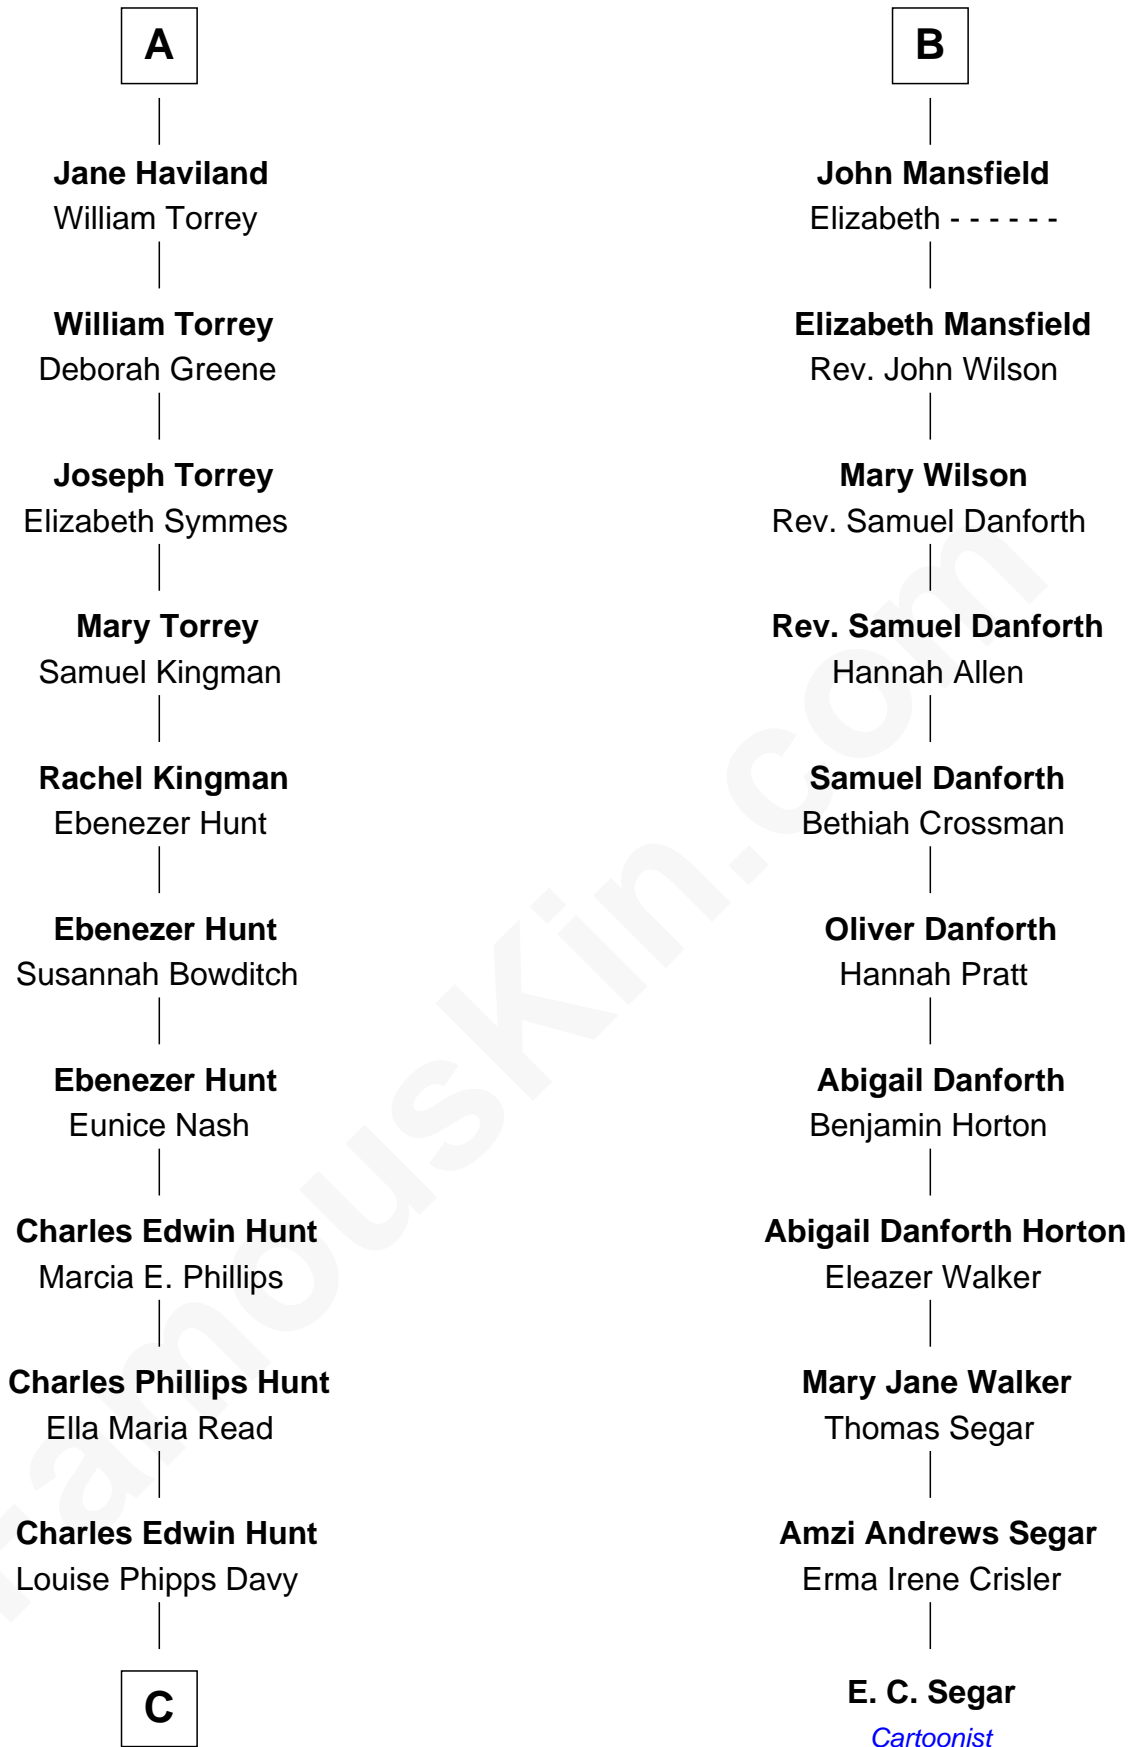 A
Jane Haviland
William Torrey
William Torrey
Deborah Greene
Joseph Torrey
Elizabeth Symmes
Mary Torrey
Samuel Kingman
Rachel Kingman
Ebenezer Hunt
Ebenezer Hunt
Susannah Bowditch
Ebenezer Hunt
Eunice Nash
Charles Edwin Hunt
Marcia E. Phillips
Charles Phillips Hunt
Ella Maria Read
Charles Edwin Hunt
Louise Phipps Davy
C
B
John Mansfield
Elizabeth - - - - - -
Elizabeth Mansfield
Rev. John Wilson
Mary Wilson
Rev. Samuel Danforth
Rev. Samuel Danforth
Hannah Allen
Samuel Danforth
Bethiah Crossman
Oliver Danforth
Hannah Pratt
Abigail Danforth
Benjamin Horton
Abigail Danforth Horton
Eleazer Walker
Mary Jane Walker
Thomas Segar
Amzi Andrews Segar
Erma Irene Crisler
E. C. Segar
Cartoonist
FamousKin.com